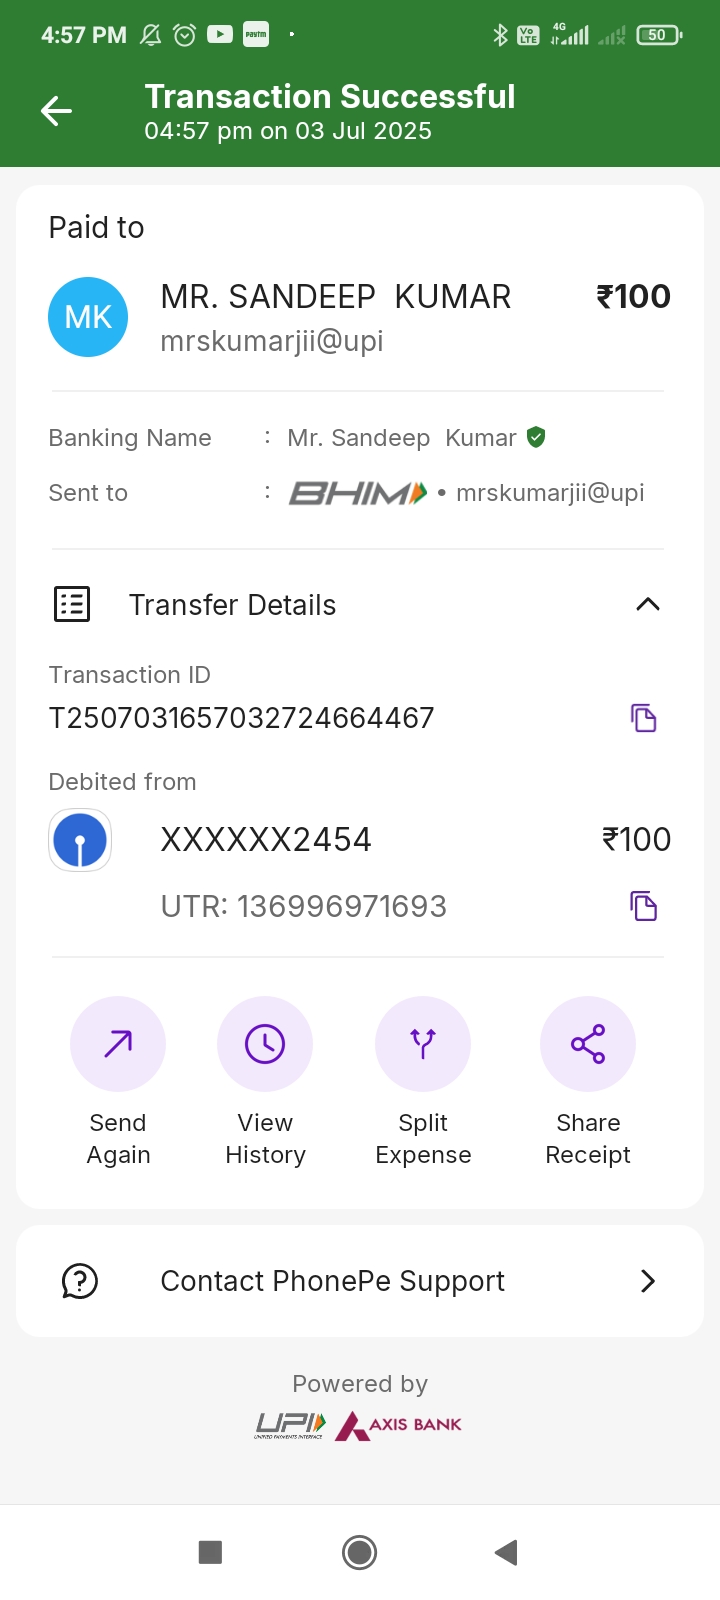 4:57 PM paytm Vo LTE 4G 50
Transaction Successful
04:57 pm on 03 Jul 2025
Paid to
MK MR. SANDEEP KUMAR ₹100
mrskumarjii@upi
Banking Name : Mr. Sandeep Kumar
Sent to : BHIM • mrskumarjii@upi
Transfer Details
Transaction ID
T2507031657032724664467
Debited from
XXXXXX2454 ₹100
UTR: 136996971693
Send Again
View History
Split Expense
Share Receipt
Contact PhonePe Support
Powered by
UPI AXIS BANK
UNIFIED PAYMENTS INTERFACE